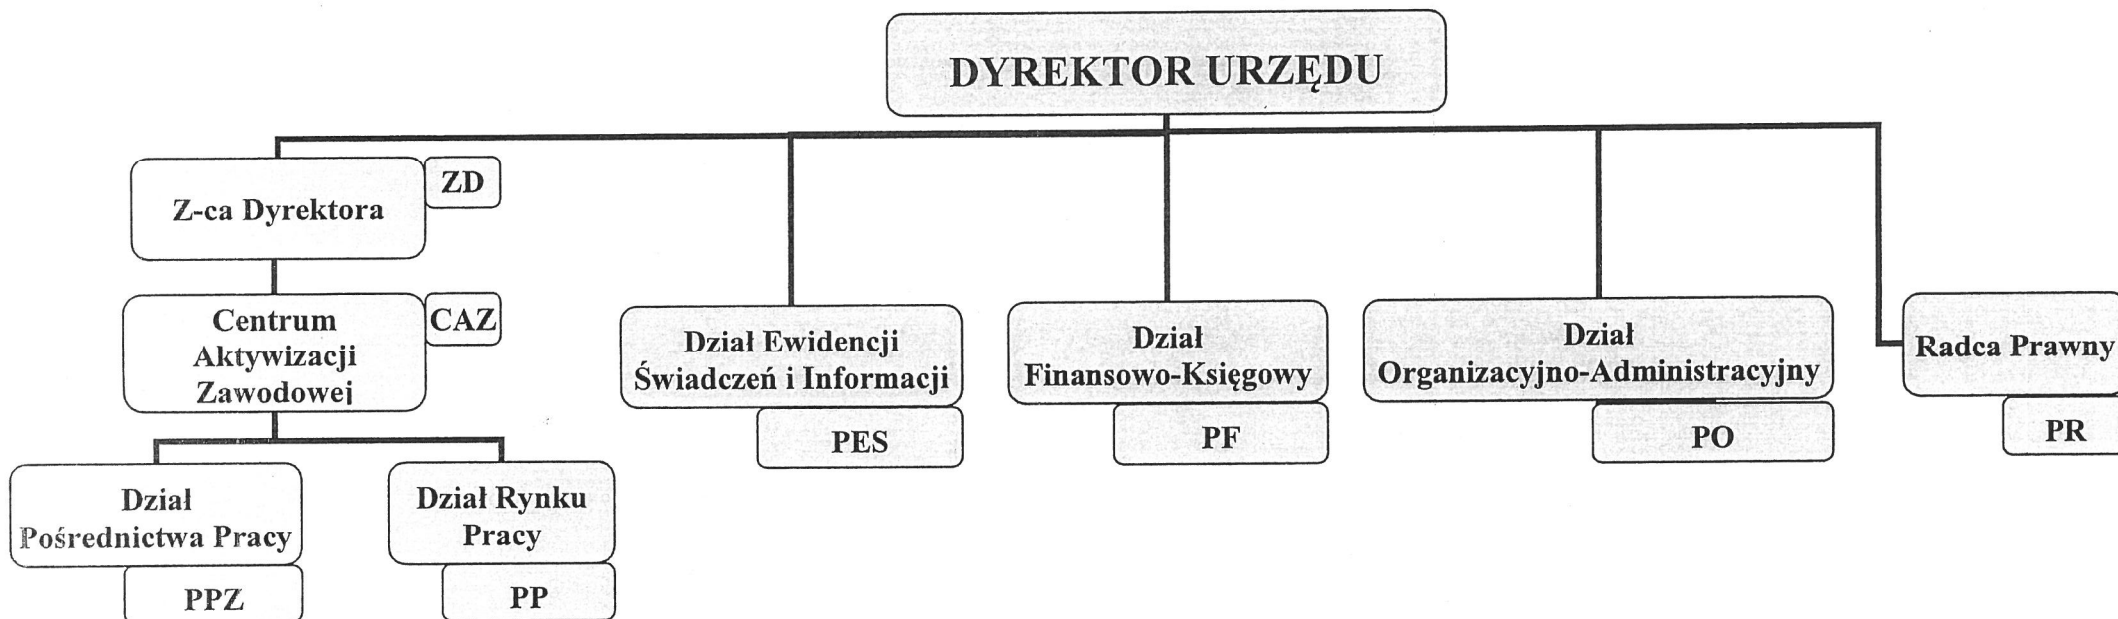 DYREKTOR URZĘDU
Z-ca Dyrektora
ZD
Centrum
Aktywizacji
Zawodowej
CAZ
Dział
Pośrednictwa Pracy
PPZ
Dział Rynku
Pracy
PP
Dział Ewidencji
Świadczeń i Informacji
PES
Dział
Finansowo-Księgowy
PF
Dział
Organizacyjno-Administracyjny
PO
Radca Prawny
PR